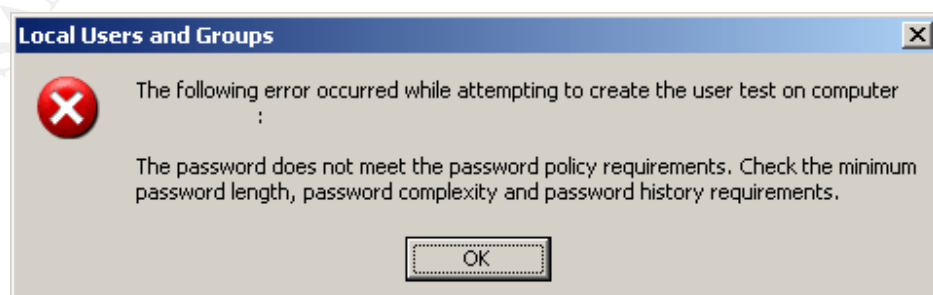 Local Users and Groups
The following error occurred while attempting to create the user test on computer
:
The password does not meet the password policy requirements. Check the minimum
password length, password complexity and password history requirements.
OK